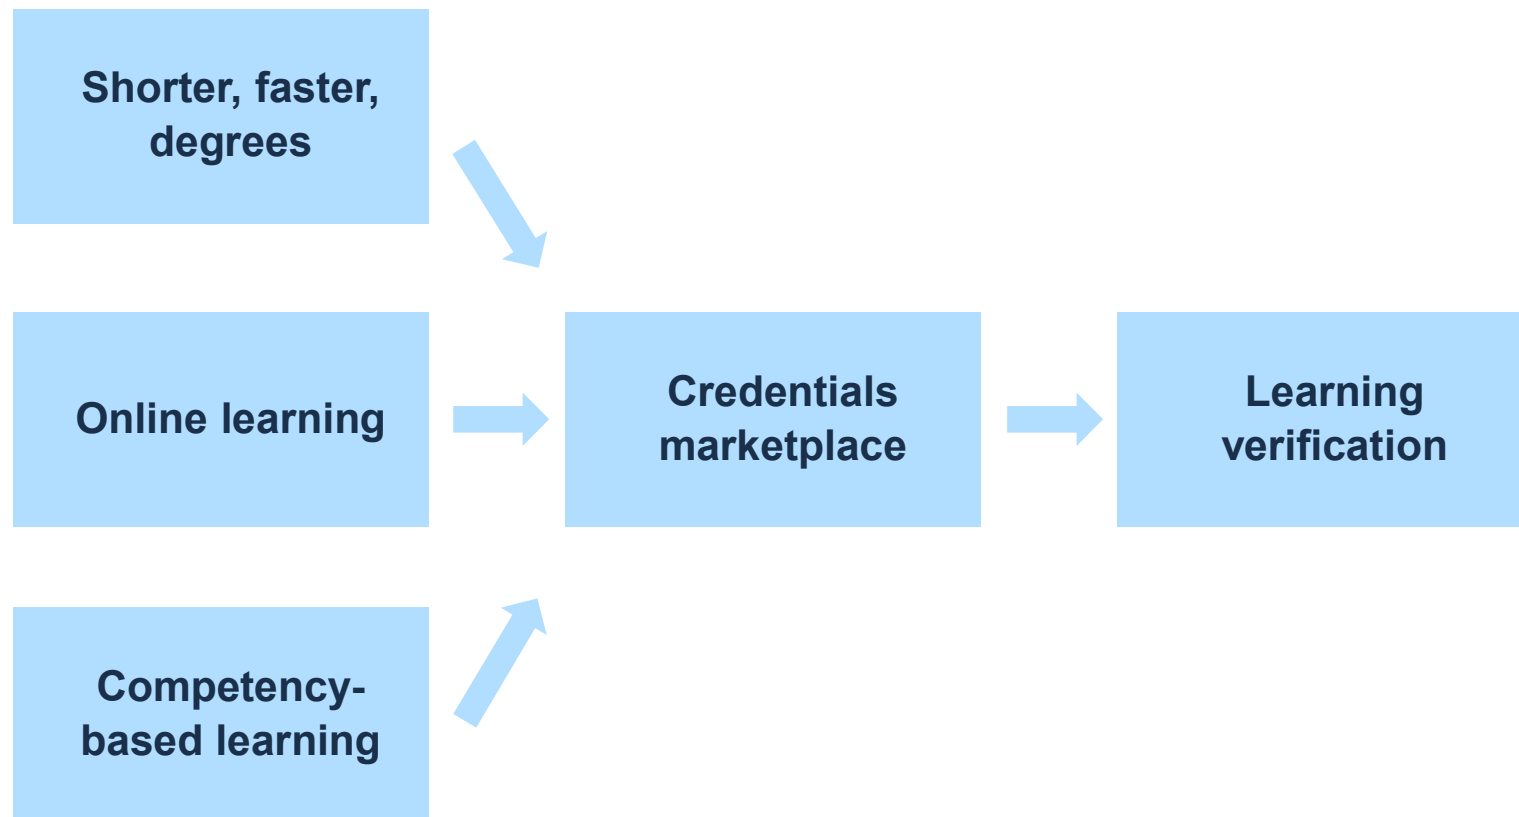 Shorter, faster,
degrees
Online learning
Competency-
based learning
Credentials
marketplace
Learning
verification